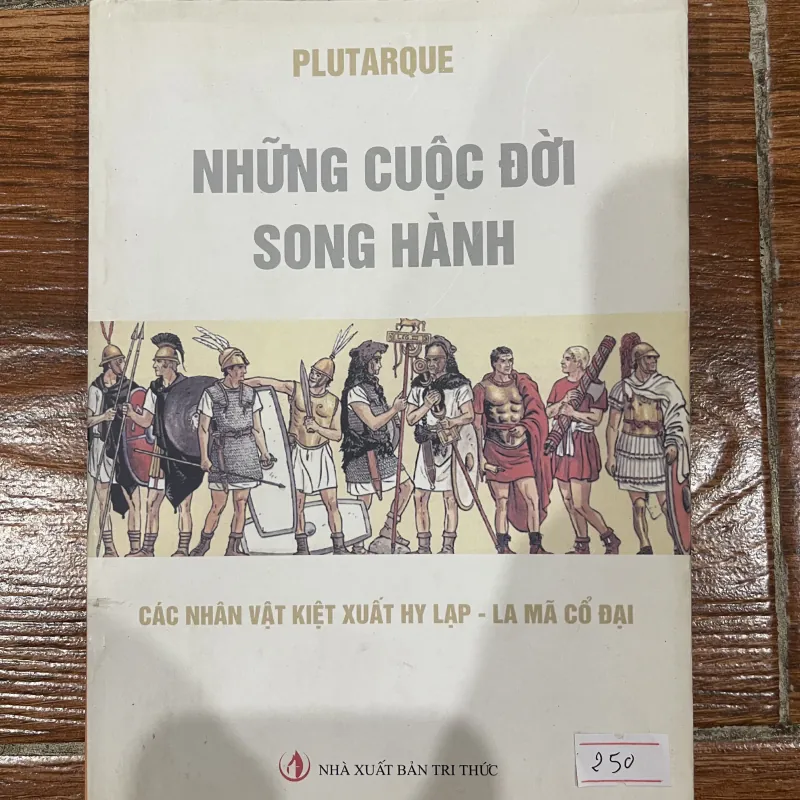 PLUTARQUE
NHỮNG CUỘC ĐỜI
SONG HÀNH
CÁC NHÂN VẬT KIỆT XUẤT HY LẠP - LA MÃ CỔ ĐẠI
NHÀ XUẤT BẢN TRI THỨC
250